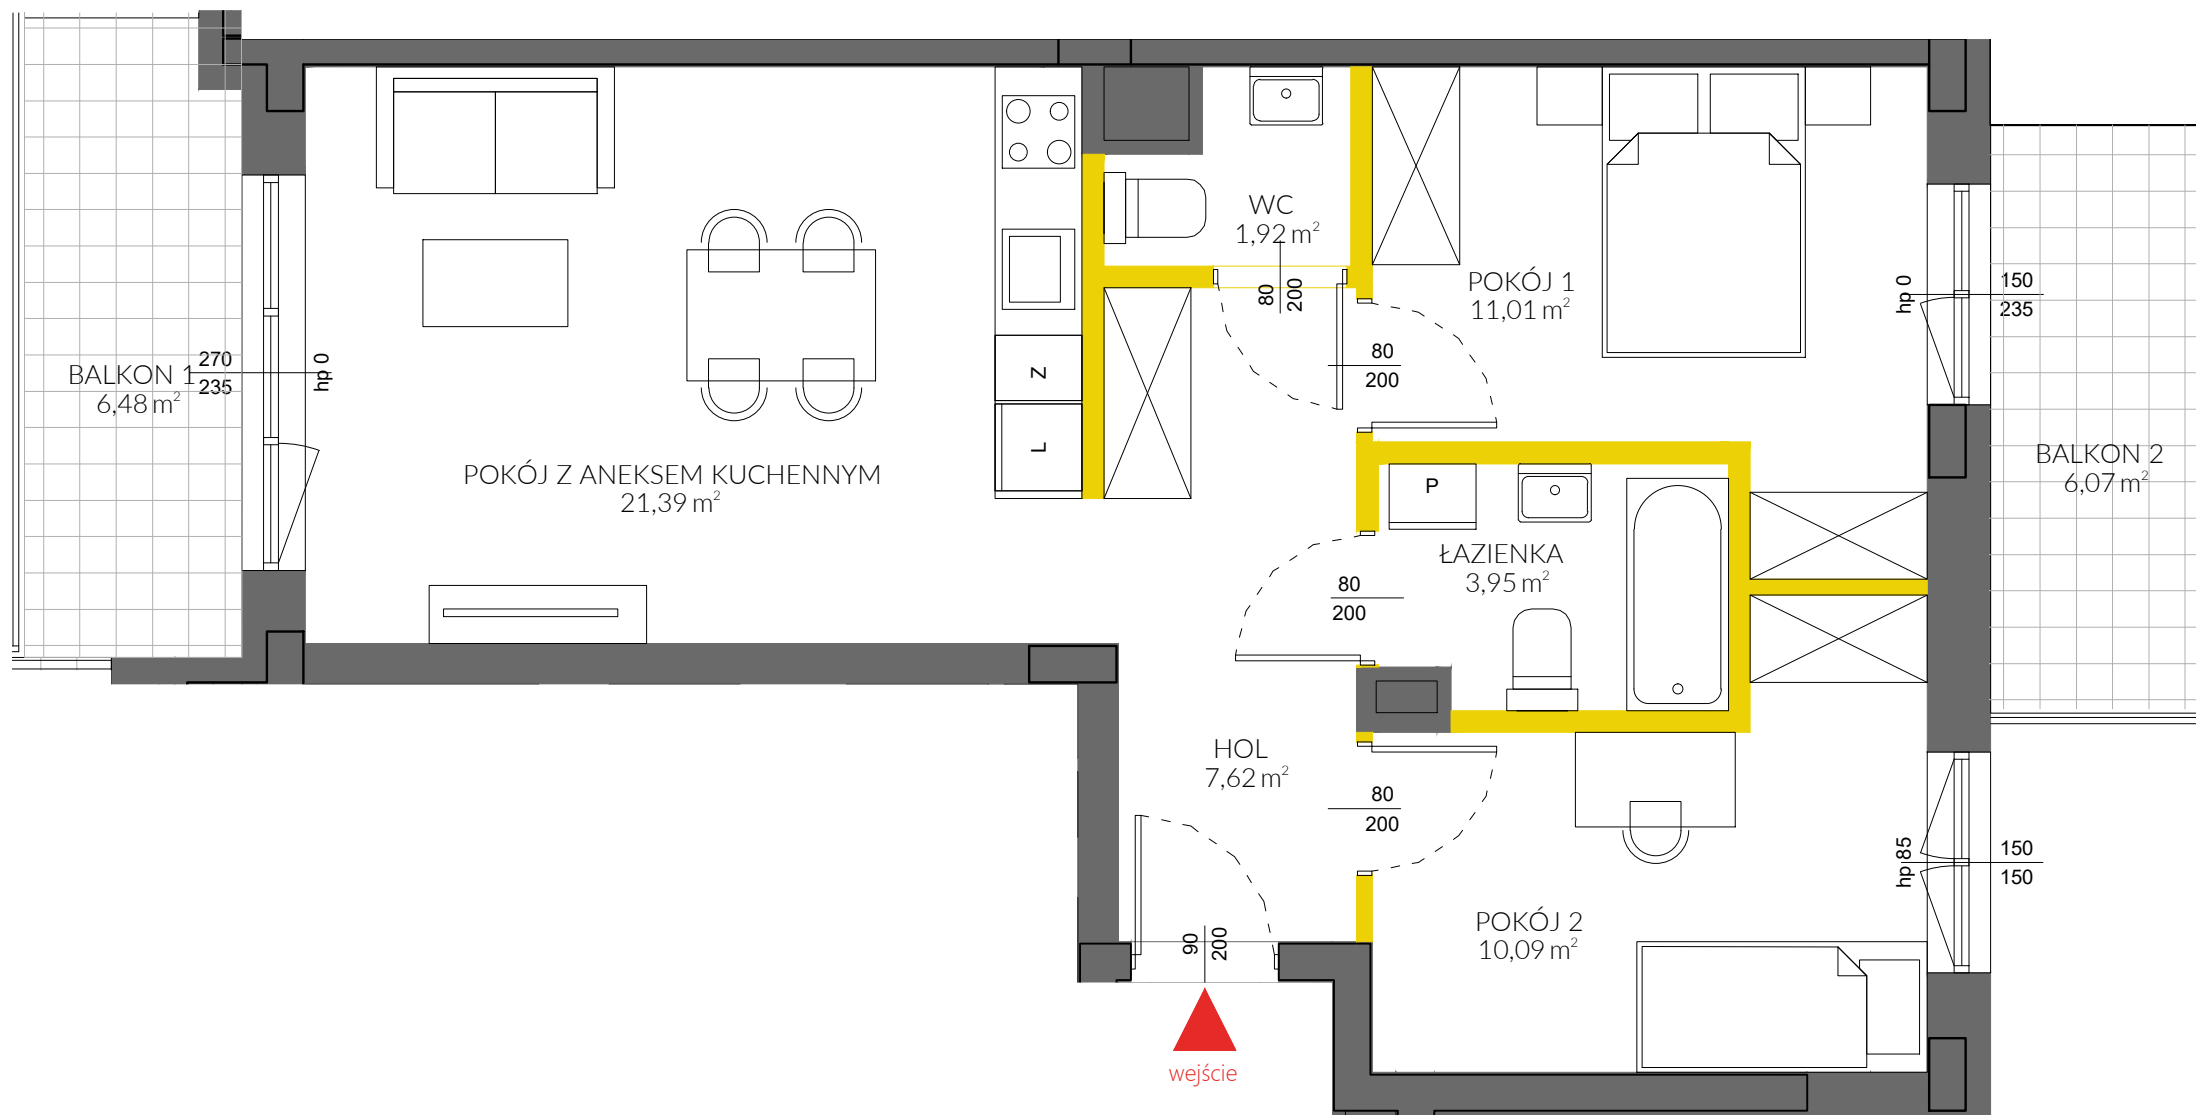 WC
1,92 m²
80
200
POKÓJ 1
11,01 m²
hp 0
150
235
BALKON 1
6,48 m²
270
235
hp 0
80
200
Z
L
POKÓJ Z ANEKSEM KUCHENNYM
21,39 m²
BALKON 2
6,07 m²
P
ŁAZIENKA
3,95 m²
80
200
HOL
7,62 m²
80
200
hp 85
150
150
POKÓJ 2
10,09 m²
90
200
wejście